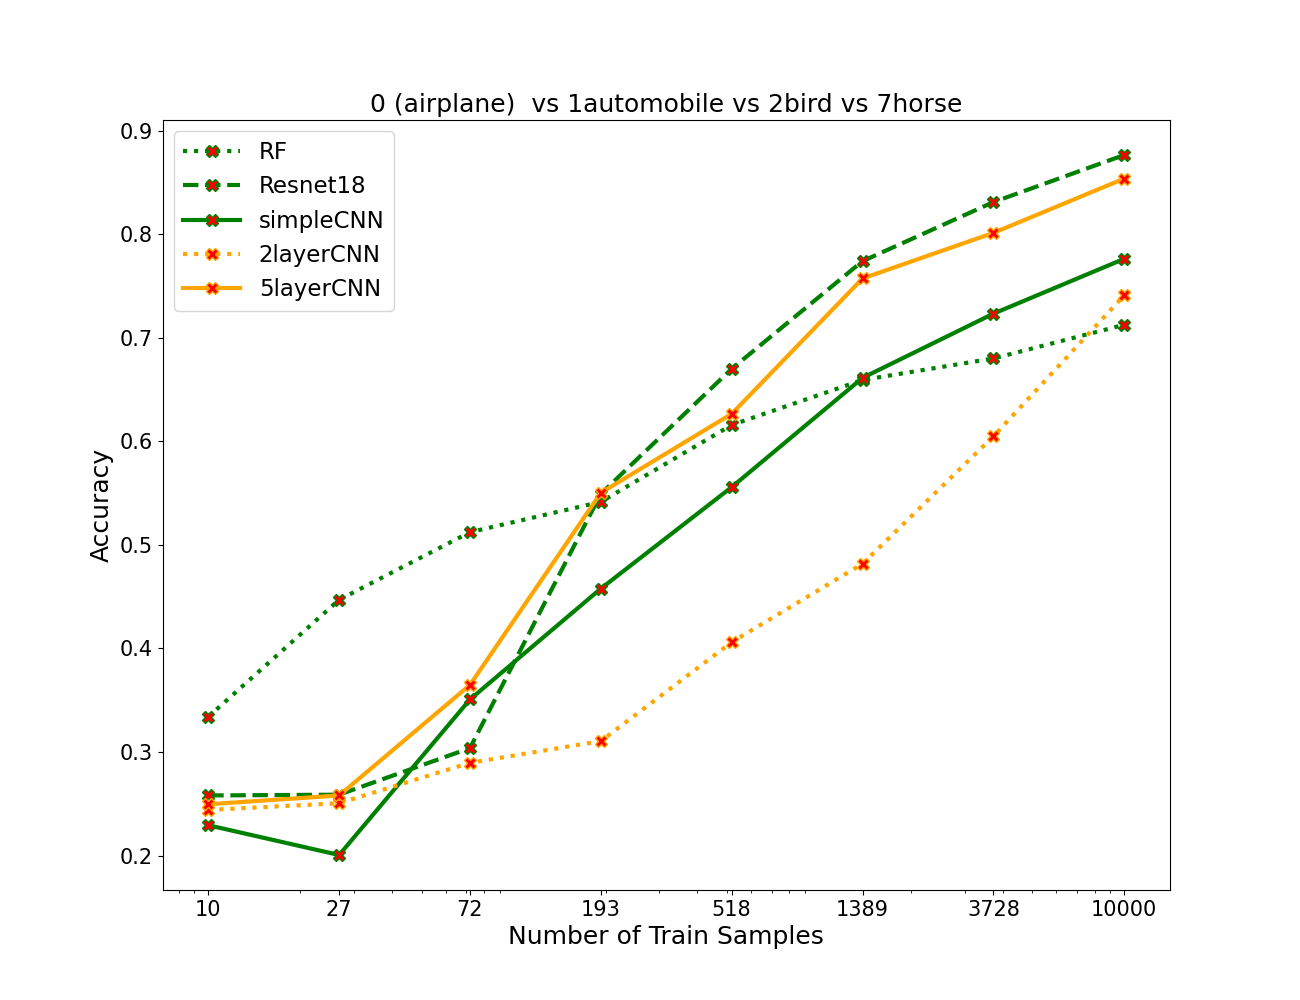 0 (airplane)  vs 1automobile vs 2bird vs 7horse
RF
Resnet18
simpleCNN
2layerCNN
5layerCNN
Accuracy
0.9
0.8
0.7
0.6
0.5
0.4
0.3
0.2
10 27 72 193 518 1389 3728 10000
Number of Train Samples